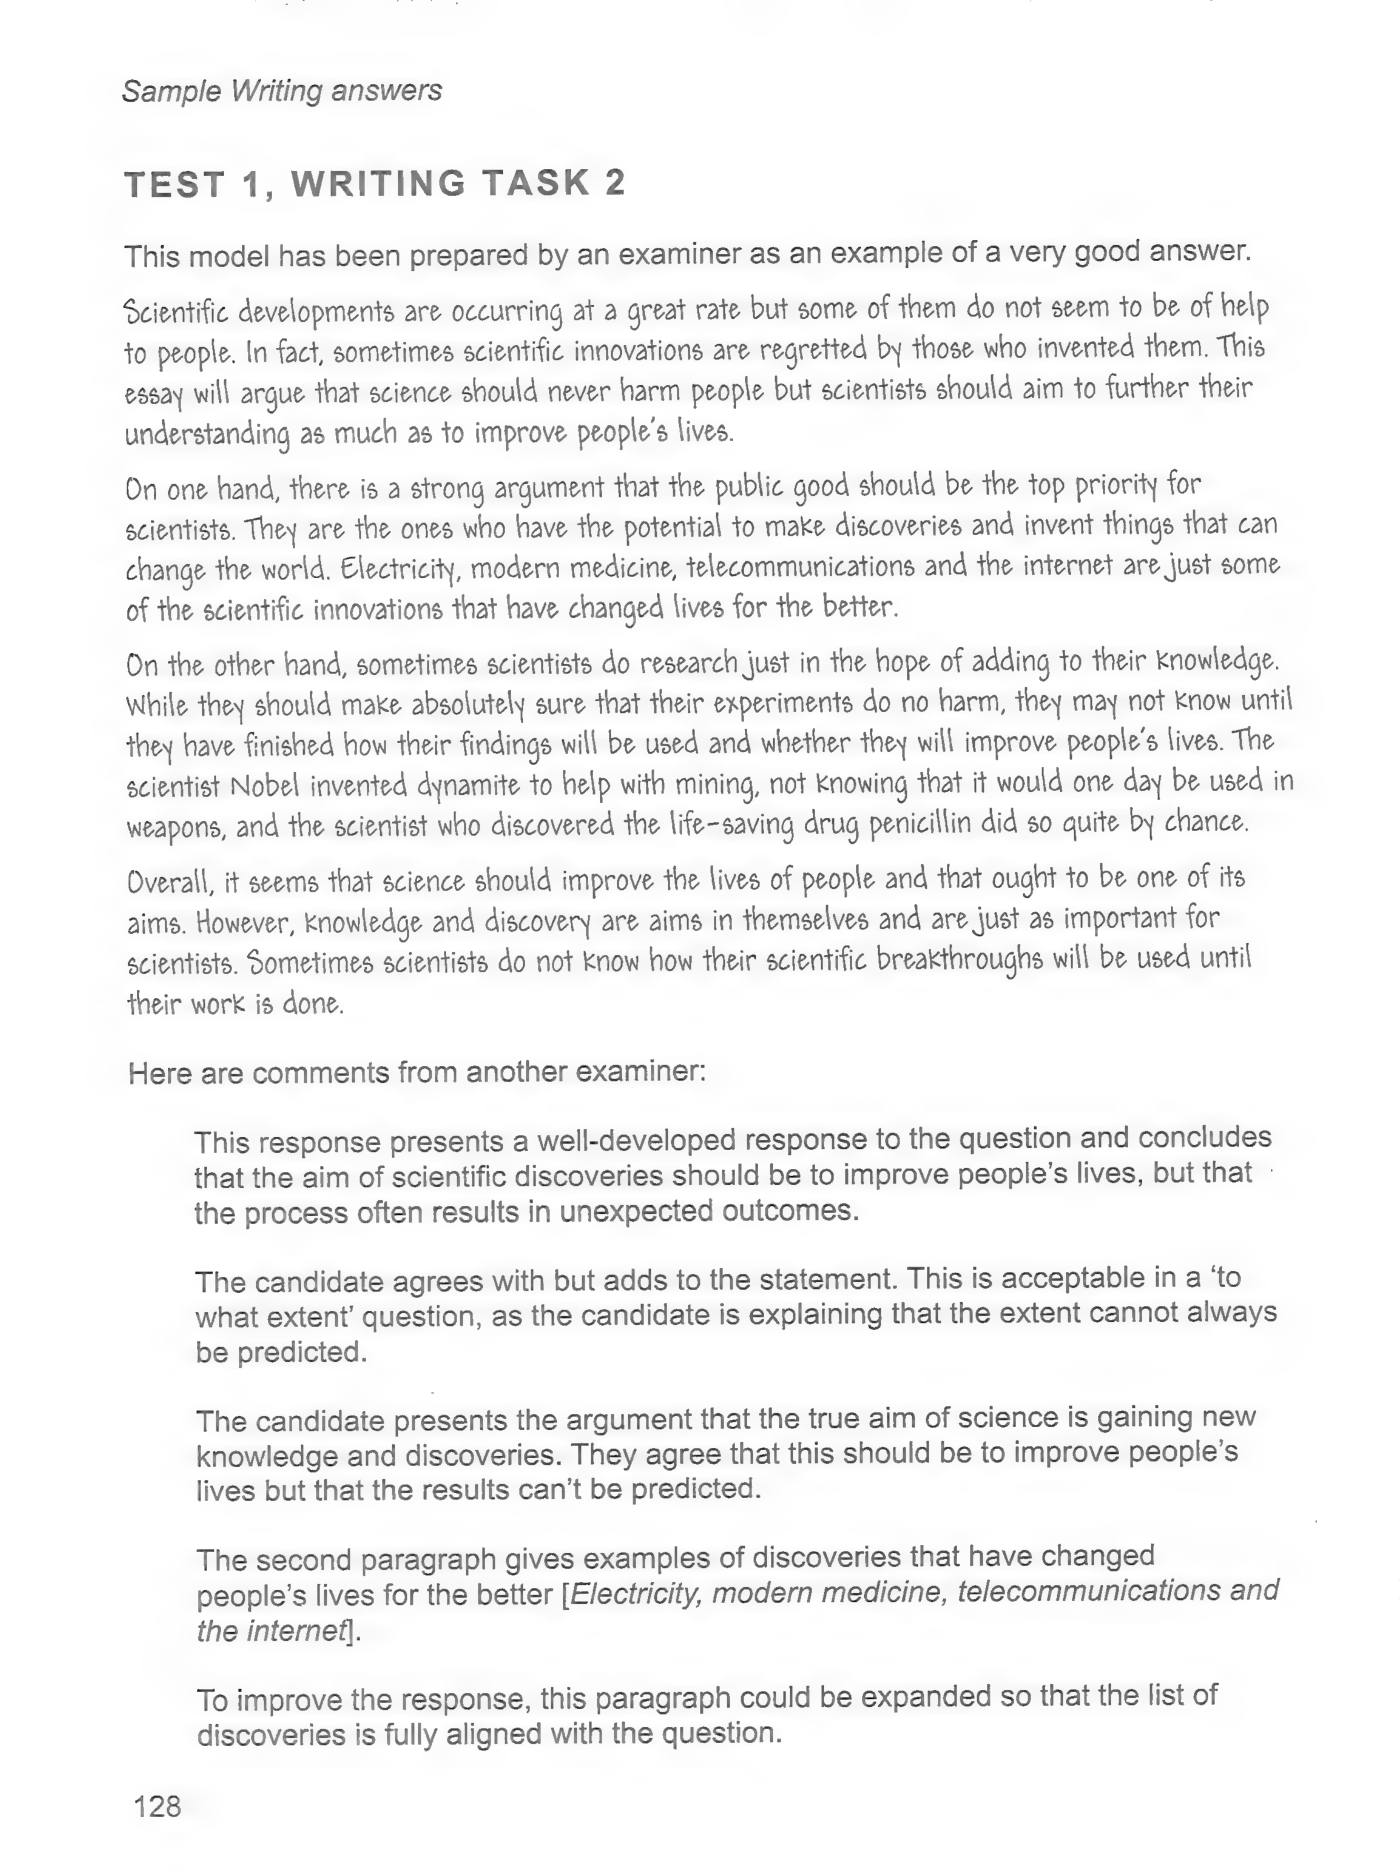 Sample Writing answers
TEST 1, WRITING TASK 2
This model has been prepared by an examiner as an example of a very good answer.
Scientific developments are occurring at a great rate but some of them do not seem to be of help
to people. In fact, sometimes scientific innovations are regretted by those who invented them. This
essay will argue that science should never harm people but scientists should aim to further their
understanding as much as to improve people's lives.
On one hand, there is a strong argument that the public good should be the top priority for
scientists. They are the ones who have the potential to make discoveries and invent things that can
change the world. Electricity, modern medicine, telecommunications and the internet are just some
of the scientific innovations that have changed lives for the better.
On the other hand, sometimes scientists do research just in the hope of adding to their knowledge.
While they should make absolutely sure that their experiments do no harm, they may not know until
they have finished how their findings will be used and whether they will improve people's lives. The
scientist Nobel invented dynamite to help with mining, not knowing that it would one day be used in
weapons, and the scientist who discovered the life-saving drug penicillin did so quite by chance.
Overall, it seems that science should improve the lives of people and that ought to be one of its
aims. However, knowledge and discovery are aims in themselves and are just as important for
scientists. Sometimes scientists do not know how their scientific breakthroughs will be used until
their work is done.
Here are comments from another examiner:
This response presents a well-developed response to the question and concludes
that the aim of scientific discoveries should be to improve people's lives, but that
the process often results in unexpected outcomes.
The candidate agrees with but adds to the statement. This is acceptable in a 'to
what extent' question, as the candidate is explaining that the extent cannot always
be predicted.
The candidate presents the argument that the true aim of science is gaining new
knowledge and discoveries. They agree that this should be to improve people's
lives but that the results can't be predicted.
The second paragraph gives examples of discoveries that have changed
people's lives for the better [Electricity, modern medicine, telecommunications and
the internet].
To improve the response, this paragraph could be expanded so that the list of
discoveries is fully aligned with the question.
128